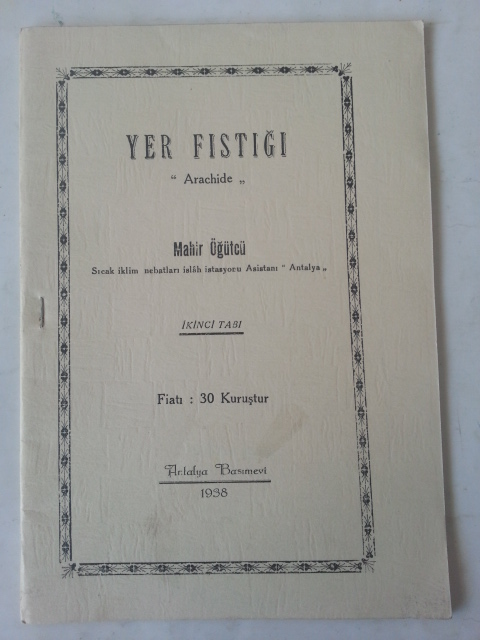 YER FISTIĞI
“ Arachide „
Mahir Öğütcü
Sıcak iklim nebatları islâh istasyonu Asistanı “ Antalya „
İKİNCİ TABI
Fiatı : 30 Kuruştur
Antalya Basımevi
1938